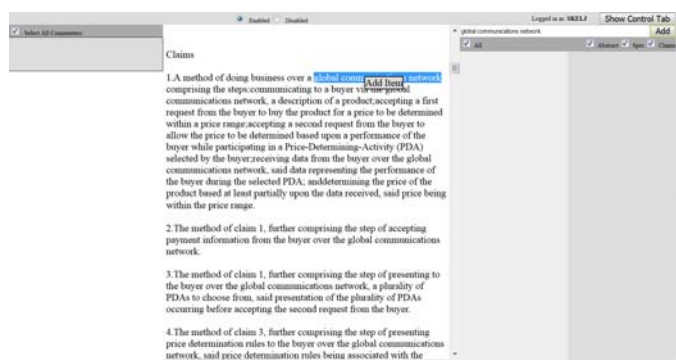 Enabled Disabled
Logged in as: SKELJ
Show Control Tab
Select All Commenters
global communications network
Add
All
Abstract Spec Claims
Claims
1.A method of doing business over a global comm network
Add Item
comprising the steps:communicating to a buyer via the global
communications network, a description of a product;accepting a first
request from the buyer to buy the product for a price to be determined
within a price range;accepting a second request from the buyer to
allow the price to be determined based upon a performance of the
buyer while participating in a Price-Determining-Activity (PDA)
selected by the buyer;receiving data from the buyer over the global
communications network, said data representing the performance of
the buyer during the selected PDA; anddetermining the price of the
product based at least partially upon the data received, said price being
within the price range.
2.The method of claim 1, further comprising the step of accepting
payment information from the buyer over the global communications
network.
3.The method of claim 1, further comprising the step of presenting to
the buyer over the global communications network, a plurality of
PDAs to choose from, said presentation of the plurality of PDAs
occurring before accepting the second request from the buyer.
4.The method of claim 3, further comprising the step of presenting
price determination rules to the buyer over the global communications
network, said price determination rules being associated with the